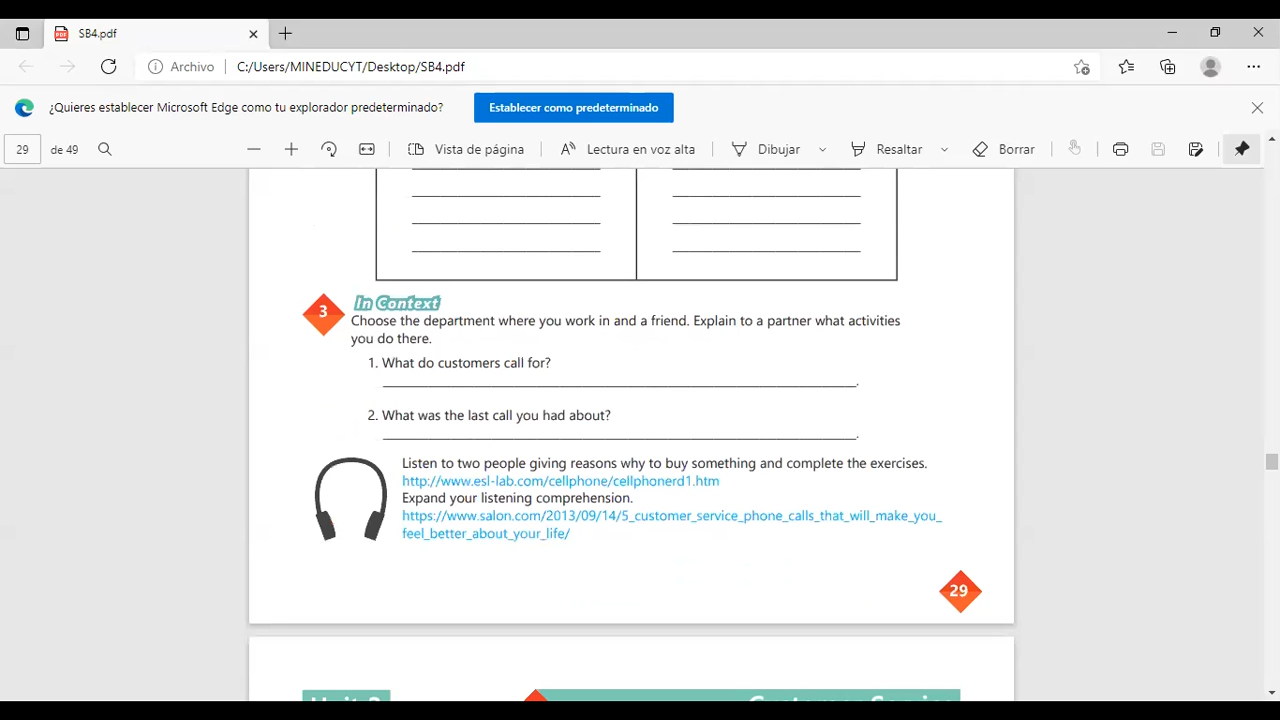 SB4.pdf
Archivo
C:/Users/MINEDUCYT/Desktop/SB4.pdf
¿Quieres establecer Microsoft Edge como tu explorador predeterminado?
Establecer como predeterminado
29 de 49
Vista de página
Lectura en voz alta
Dibujar
Resaltar
Borrar
3
In Context
Choose the department where you work in and a friend. Explain to a partner what activities
you do there.
1. What do customers call for?
2. What was the last call you had about?
Listen to two people giving reasons why to buy something and complete the exercises.
http://www.esl-lab.com/cellphone/cellphonerd1.htm
Expand your listening comprehension.
https://www.salon.com/2013/09/14/5_customer_service_phone_calls_that_will_make_you_
feel_better_about_your_life/
29
Customer Service